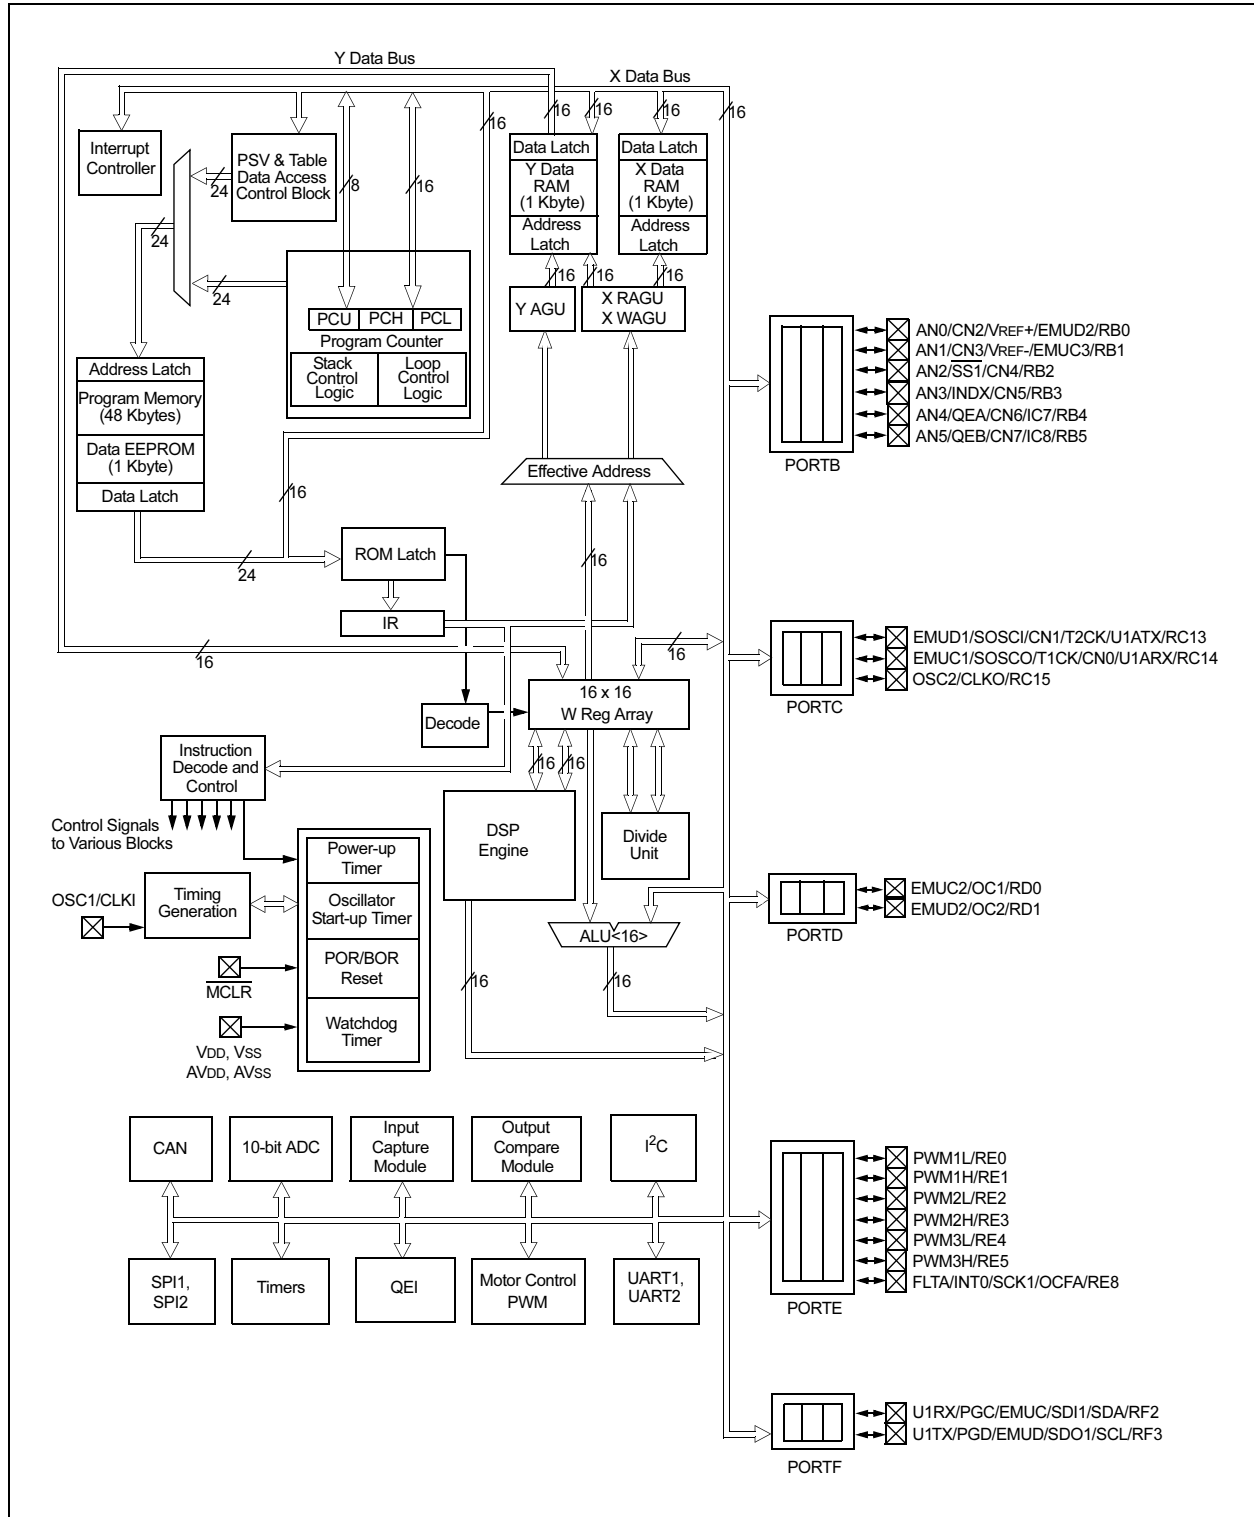 Y Data Bus
X Data Bus
16
16
16
16
16
Interrupt
Controller
PSV & Table
Data Access
Control Block
24
24
24
8
16
Data Latch
Y Data
RAM
(1 Kbyte)
Address
Latch
Data Latch
X Data
RAM
(1 Kbyte)
Address
Latch
16
16
16
Y AGU
X RAGU
X WAGU
PCU
PCH
PCL
Program Counter
Stack
Control
Logic
Loop
Control
Logic
Address Latch
Program Memory
(48 Kbytes)
Data EEPROM
(1 Kbyte)
Data Latch
Effective Address
16
24
16
ROM Latch
IR
16
16
16 x 16
W Reg Array
Decode
Instruction
Decode and
Control
16
16
Control Signals
to Various Blocks
DSP
Engine
Divide
Unit
Power-up
Timer
Oscillator
Start-up Timer
POR/BOR
Reset
Watchdog
Timer
OSC1/CLKI
Timing
Generation
MCLR
VDD, VSS
AVDD, AVSS
ALU<16>
16
16
CAN
10-bit ADC
Input
Capture
Module
Output
Compare
Module
I²C
SPI1,
SPI2
Timers
QEI
Motor Control
PWM
UART1,
UART2
AN0/CN2/VREF+/EMUD2/RB0
AN1/CN3/VREF-/EMUC3/RB1
AN2/SS1/CN4/RB2
AN3/INDX/CN5/RB3
AN4/QEA/CN6/IC7/RB4
AN5/QEB/CN7/IC8/RB5
PORTB
EMUD1/SOSCI/CN1/T2CK/U1ATX/RC13
EMUC1/SOSCO/T1CK/CN0/U1ARX/RC14
OSC2/CLKO/RC15
PORTC
EMUC2/OC1/RD0
EMUD2/OC2/RD1
PORTD
PWM1L/RE0
PWM1H/RE1
PWM2L/RE2
PWM2H/RE3
PWM3L/RE4
PWM3H/RE5
FLTA/INT0/SCK1/OCFA/RE8
PORTE
U1RX/PGC/EMUC/SDI1/SDA/RF2
U1TX/PGD/EMUD/SDO1/SCL/RF3
PORTF